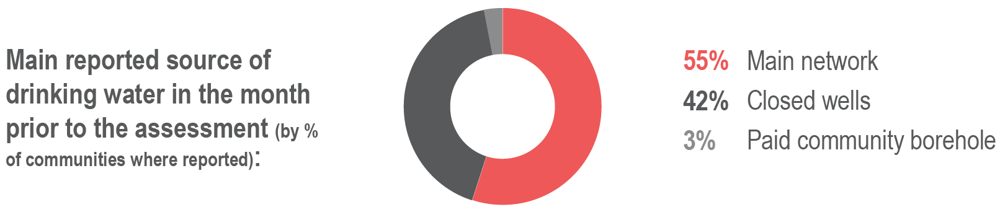 Main reported source of
drinking water in the month
prior to the assessment (by %
of communities where reported):
55% Main network
42% Closed wells
3% Paid community borehole